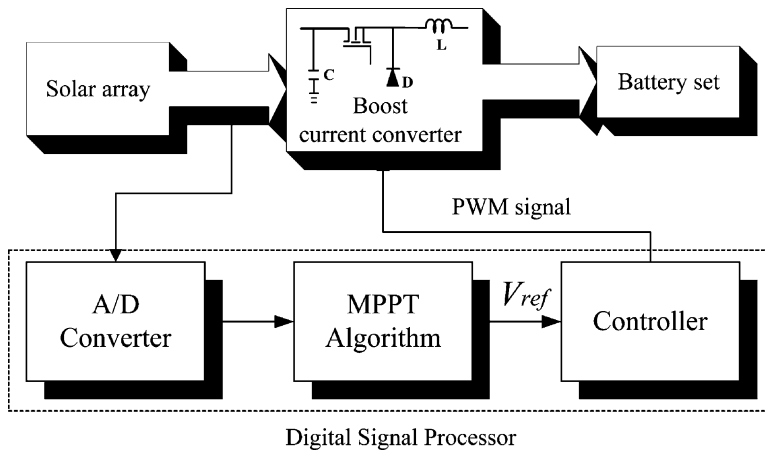 Solar array
C
D
L
Boost
current converter
Battery set
PWM signal
A/D
Converter
MPPT
Algorithm
Vref
Controller
Digital Signal Processor